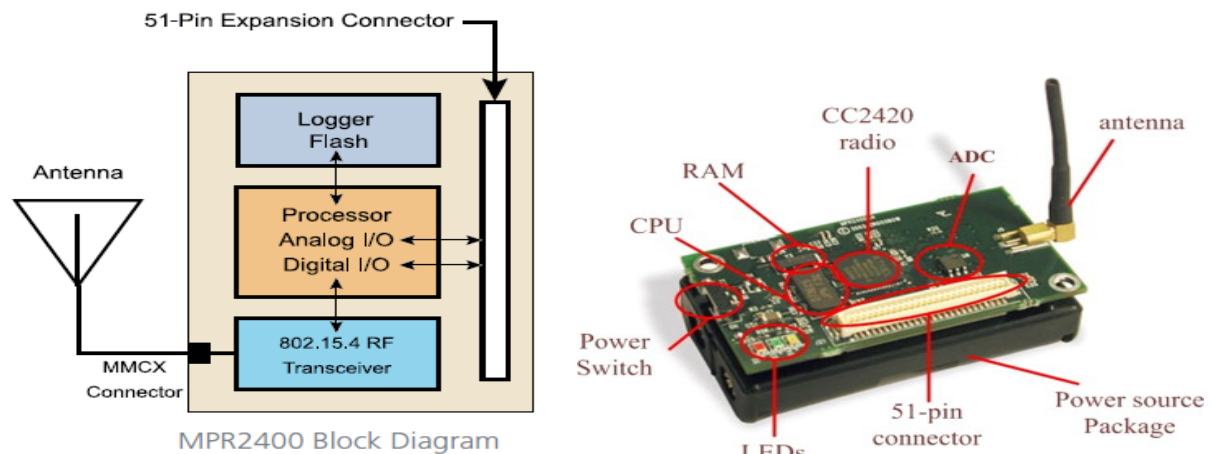 51-Pin Expansion Connector
Logger
Flash
Antenna
Processor
Analog I/O
Digital I/O
802.15.4 RF
Transceiver
MMCX
Connector
MPR2400 Block Diagram
CC2420
radio
antenna
ADC
RAM
CPU
Power
Switch
51-pin
connector
Power source
Package
LEDs